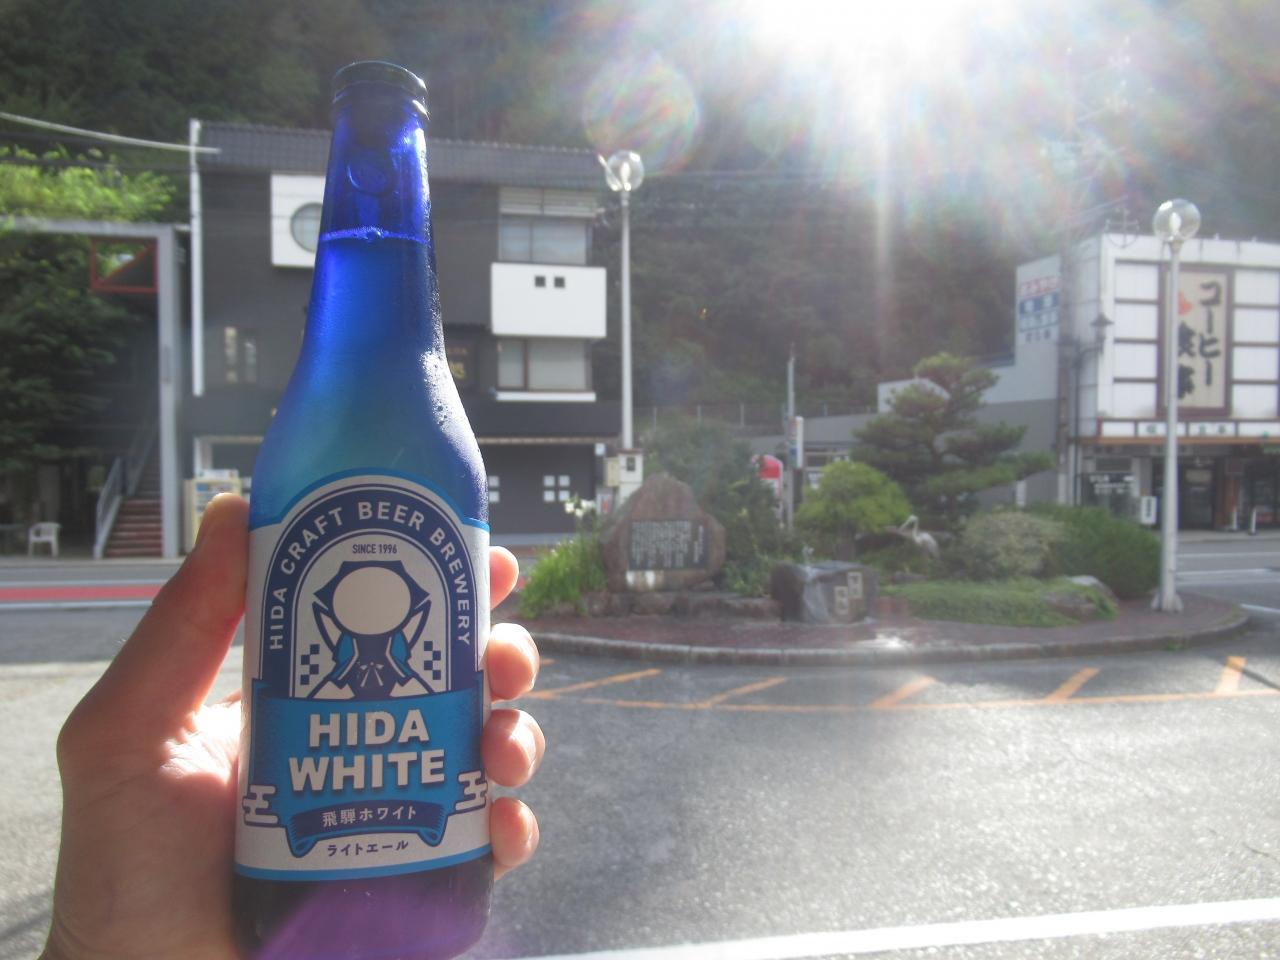 HIDA CRAFT BEER BREWERY
SINCE 1996
HIDA
WHITE
飛騨ホワイト
ライトエール
コーヒー